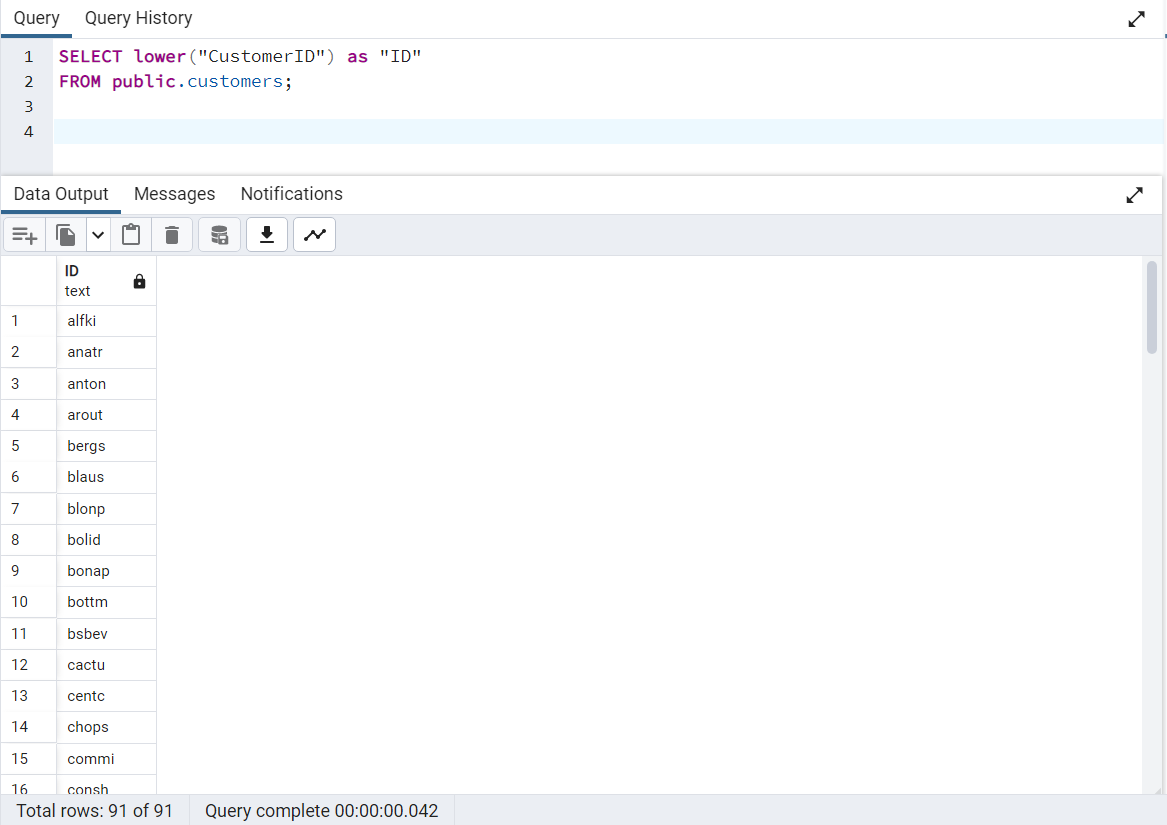 Query Query History
1 SELECT lower("CustomerID") as "ID"
2 FROM public.customers;
3
4
Data Output Messages Notifications
ID
text
1 alfki
2 anatr
3 anton
4 arout
5 bergs
6 blaus
7 blonp
8 bolid
9 bonap
10 bottm
11 bsbev
12 cactu
13 centc
14 chops
15 commi
16 consh
Total rows: 91 of 91 Query complete 00:00:00.042